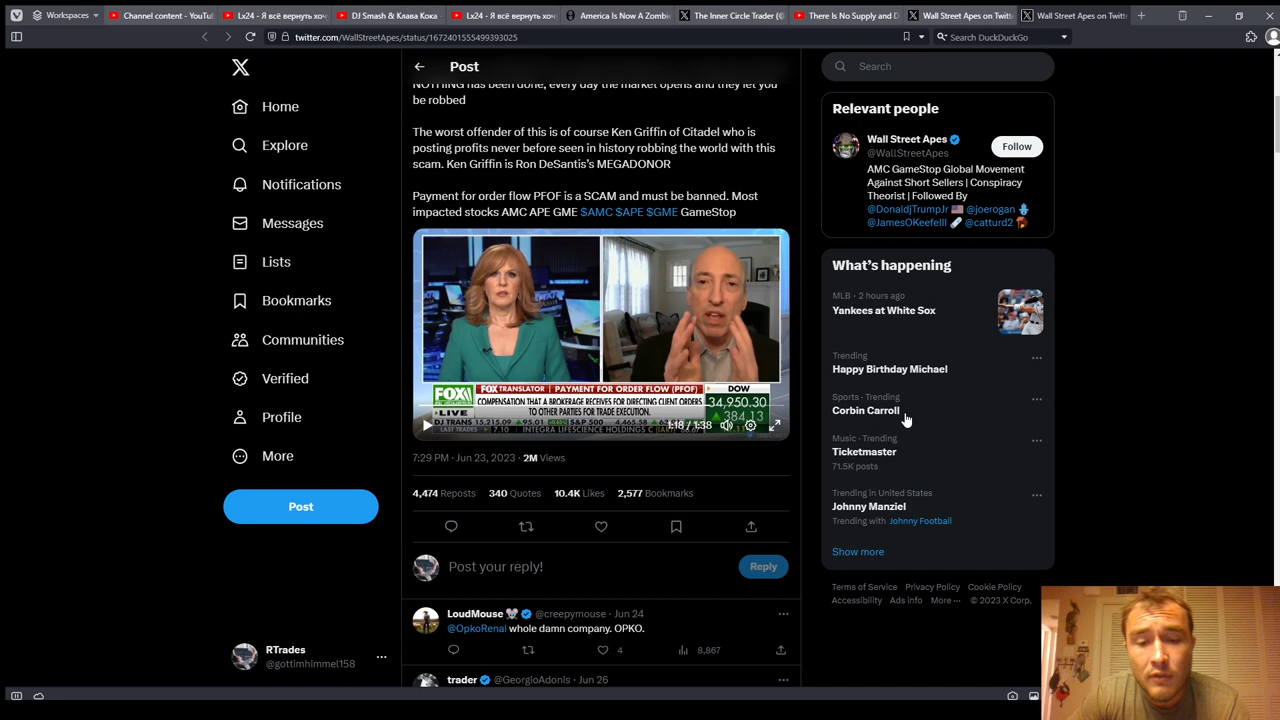 Workspaces
Channel content - YouTu
Lx24 - Я всё вернуть хоч
DJ Smash & Клава Кока
Lx24 - Я всё вернуть хоч
America Is Now A Zombi
The Inner Circle Trader (@
There Is No Supply and D
Wall Street Apes on Twitt
Wall Street Apes on Twitt
twitter.com/WallStreetApes/status/1672401555499393025
Search DuckDuckGo
Home
Explore
Notifications
Messages
Lists
Bookmarks
Communities
Verified
Profile
More
Post
RTrades
@gottimhimmel158
Post
NOTHING has been done, every day the market opens and they let you
be robbed
The worst offender of this is of course Ken Griffin of Citadel who is
posting profits never before seen in history robbing the world with this
scam. Ken Griffin is Ron DeSantis's MEGADONOR
Payment for order flow PFOF is a SCAM and must be banned. Most
impacted stocks AMC APE GME $AMC $APE $GME GameStop
FOX
LIVE
FOX TRANSLATOR | PAYMENT FOR ORDER FLOW (PFOF)
COMPENSATION THAT A BROKERAGE RECEIVES FOR DIRECTING CLIENT ORDERS
TO OTHER PARTIES FOR TRADE EXECUTION.
DOW
34,950.30
384.13
1:18 / 1:38
7:29 PM · Jun 23, 2023 · 2M Views
4,474 Reposts 340 Quotes 10.4K Likes 2,577 Bookmarks
Post your reply!
Reply
LoudMouse @creepymouse · Jun 24
@OpkoRenal whole damn company. OPKO.
4
8,867
trader @GeorgioAdonis · Jun 26
Search
Relevant people
Wall Street Apes
@WallStreetApes
Follow
AMC GameStop Global Movement
Against Short Sellers | Conspiracy
Theorist | Followed By
@DonaldJTrumpJr @joerogan
@JamesOKeefeIII @catturd2
What's happening
MLB · 2 hours ago
Yankees at White Sox
Trending
Happy Birthday Michael
Sports · Trending
Corbin Carroll
Music · Trending
Ticketmaster
71.5K posts
Trending in United States
Johnny Manziel
Trending with Johnny Football
Show more
Terms of Service Privacy Policy Cookie Policy
Accessibility Ads info More ··· © 2023 X Corp.